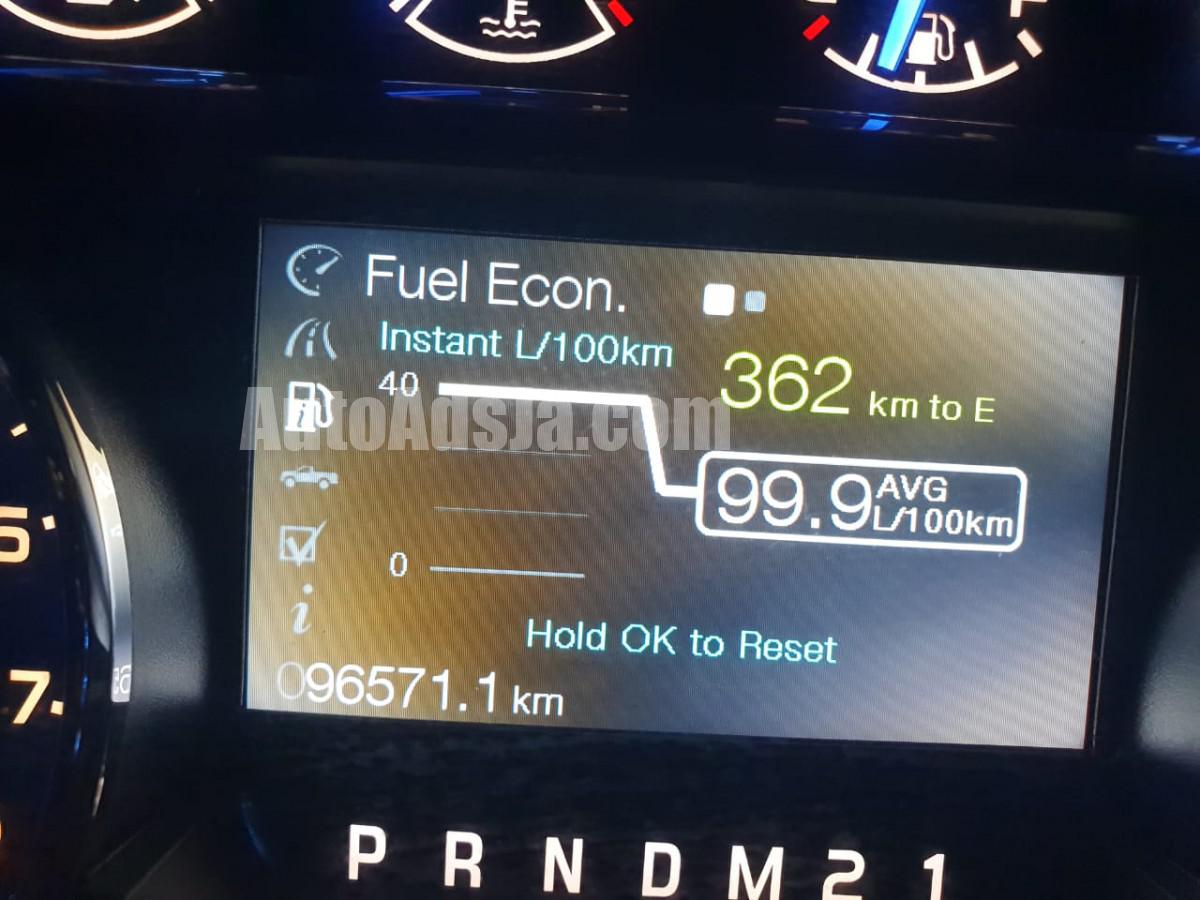 Fuel Econ.
Instant L/100km
40
362 km to E
AutoAdsJa.com
99.9 AVG L/100km
0
Hold OK to Reset
096571.1 km
7
P R N D M 2 1